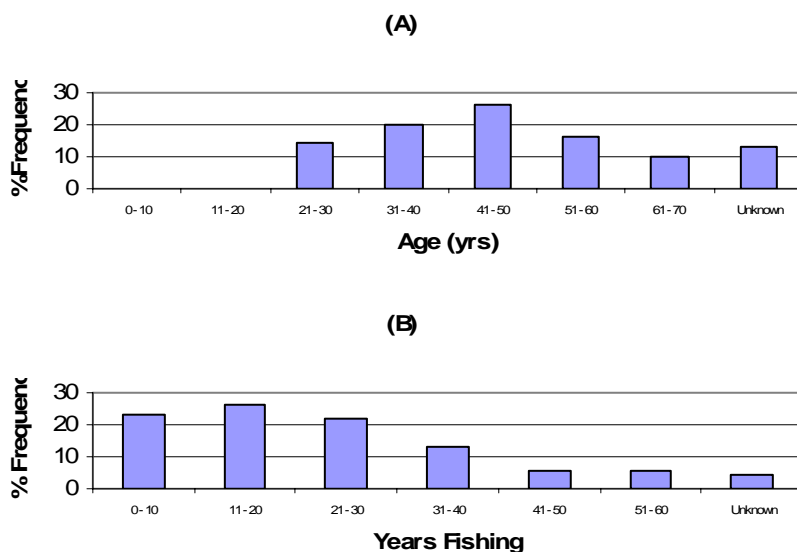 (A)
%Frequenc
30
20
10
0
0-10 11-20 21-30 31-40 41-50 51-60 61-70 Unknown
Age (yrs)
(B)
% Frequenc
30
20
10
0
0-10 11-20 21-30 31-40 41-50 51-60 Unknown
Years Fishing